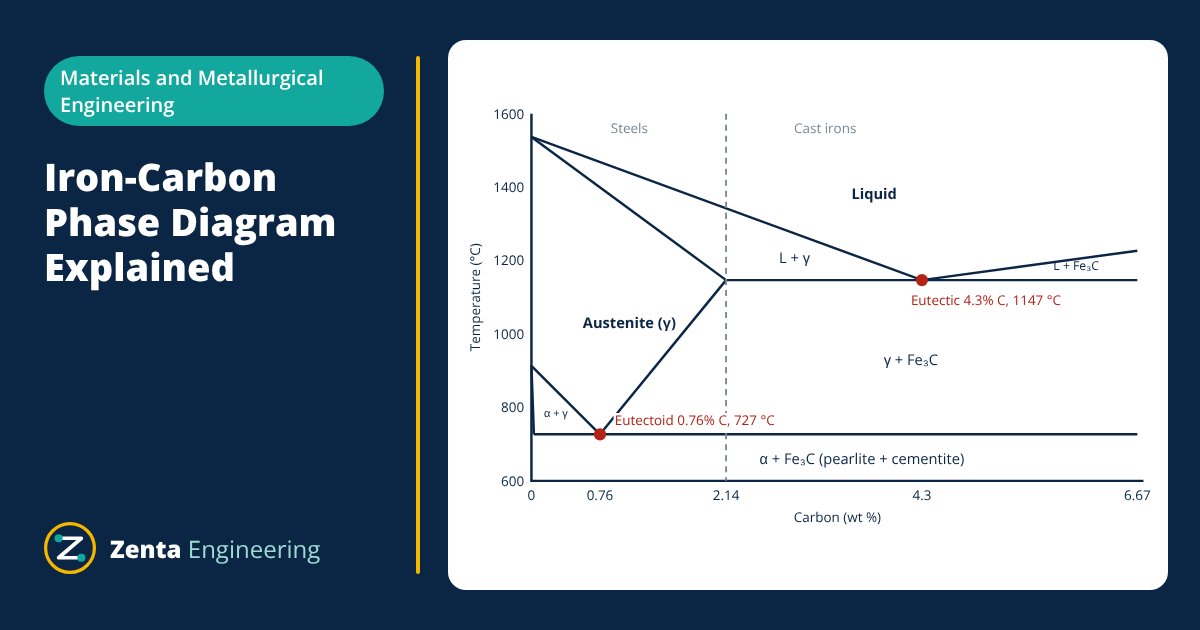 Materials and Metallurgical
Engineering
Iron-Carbon
Phase Diagram
Explained
Zenta Engineering
1600
1400
1200
1000
800
600
Temperature (°C)
Steels
Cast irons
Liquid
L + γ
L + Fe₃C
Eutectic 4.3% C, 1147 °C
Austenite (γ)
γ + Fe₃C
α + γ
Eutectoid 0.76% C, 727 °C
α + Fe₃C (pearlite + cementite)
0
0.76
2.14
4.3
6.67
Carbon (wt %)